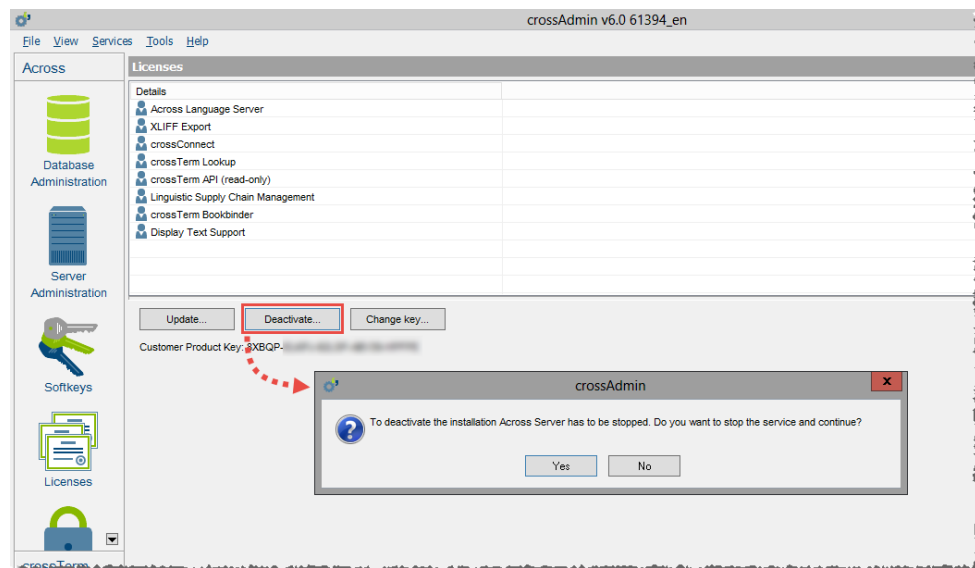 crossAdmin v6.0 61394_en
File View Services Tools Help
Across
Licenses
Details
Across Language Server
XLIFF Export
crossConnect
crossTerm Lookup
crossTerm API (read-only)
Linguistic Supply Chain Management
crossTerm Bookbinder
Display Text Support
Database
Administration
Server
Administration
Softkeys
Licenses
crossTerm
Update... Deactivate... Change key...
Customer Product Key: 8XBQP-
crossAdmin
To deactivate the installation Across Server has to be stopped. Do you want to stop the service and continue?
Yes No